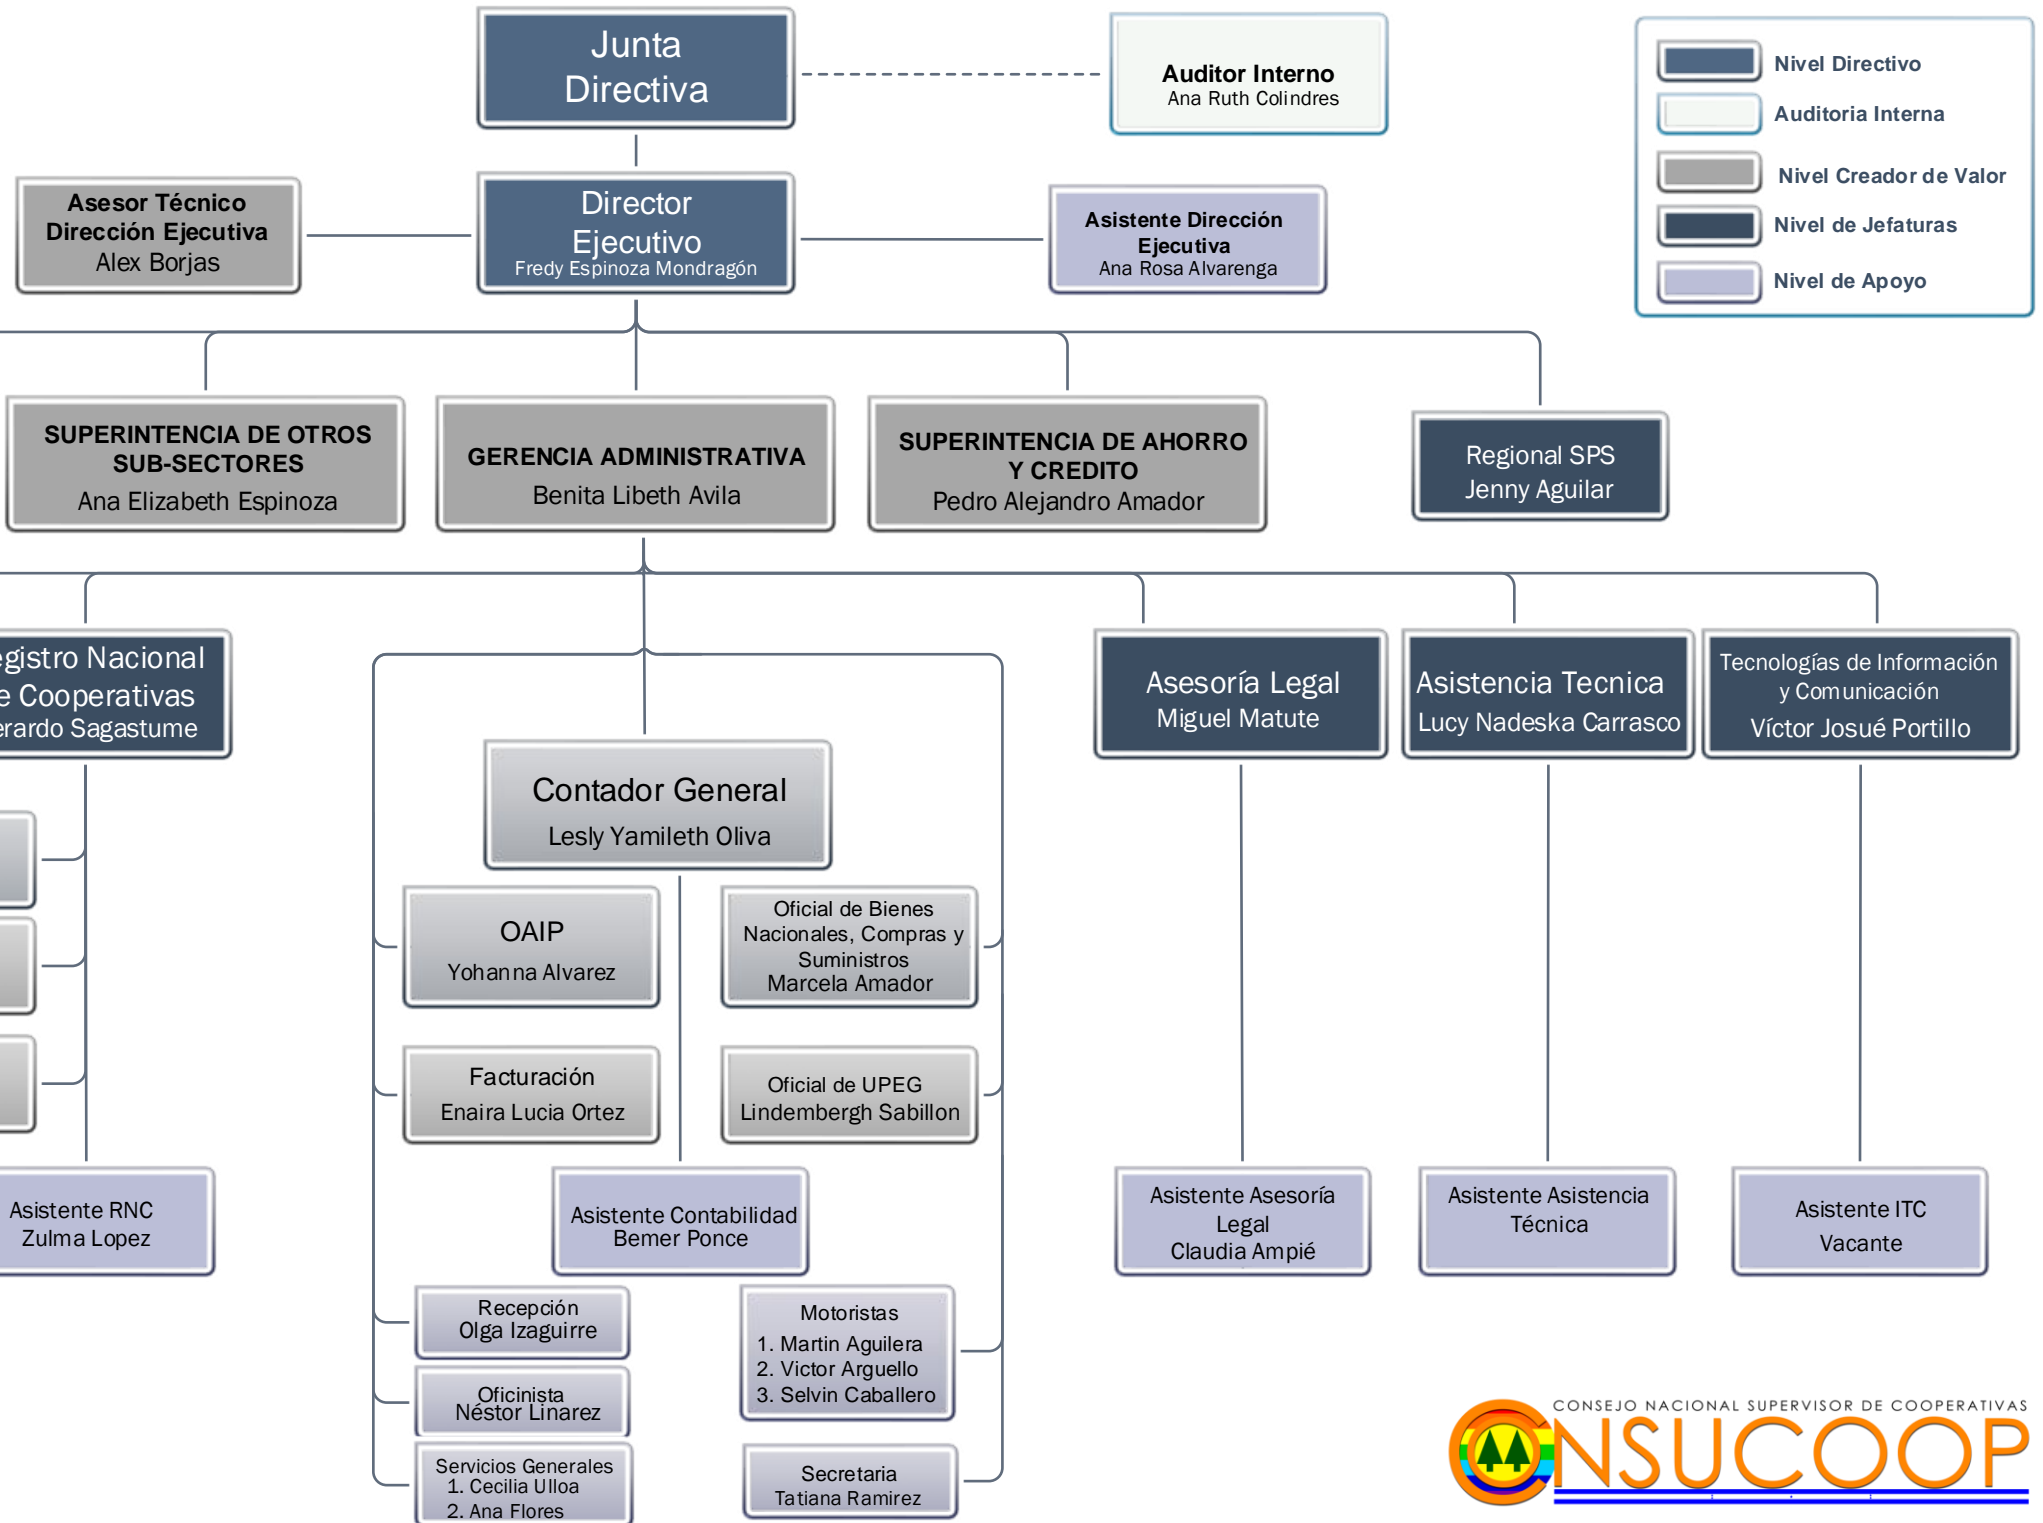 Junta
Directiva
Auditor Interno
Ana Ruth Colindres
Nivel Directivo
Auditoria Interna
Nivel Creador de Valor
Nivel de Jefaturas
Nivel de Apoyo
Asesor Técnico
Dirección Ejecutiva
Alex Borjas
Director
Ejecutivo
Fredy Espinoza Mondragón
Asistente Dirección
Ejecutiva
Ana Rosa Alvarenga
SUPERINTENCIA DE OTROS
SUB-SECTORES
Ana Elizabeth Espinoza
GERENCIA ADMINISTRATIVA
Benita Libeth Avila
SUPERINTENCIA DE AHORRO
Y CREDITO
Pedro Alejandro Amador
Regional SPS
Jenny Aguilar
egistro Nacional
e Cooperativas
erardo Sagastume
Asesoría Legal
Miguel Matute
Asistencia Tecnica
Lucy Nadeska Carrasco
Tecnologías de Información
y Comunicación
Víctor Josué Portillo
Contador General
Lesly Yamileth Oliva
OAIP
Yohanna Alvarez
Oficial de Bienes
Nacionales, Compras y
Suministros
Marcela Amador
Facturación
Enaira Lucia Ortez
Oficial de UPEG
Lindembergh Sabillon
Asistente RNC
Zulma Lopez
Asistente Contabilidad
Bemer Ponce
Asistente Asesoría
Legal
Claudia Ampié
Asistente Asistencia
Técnica
Asistente ITC
Vacante
Recepción
Olga Izaguirre
Motoristas
1. Martin Aguilera
2. Victor Arguello
3. Selvin Caballero
Oficinista
Néstor Linarez
Servicios Generales
1. Cecilia Ulloa
2. Ana Flores
Secretaria
Tatiana Ramirez
CONSEJO NACIONAL SUPERVISOR DE COOPERATIVAS
CONSUCOOP